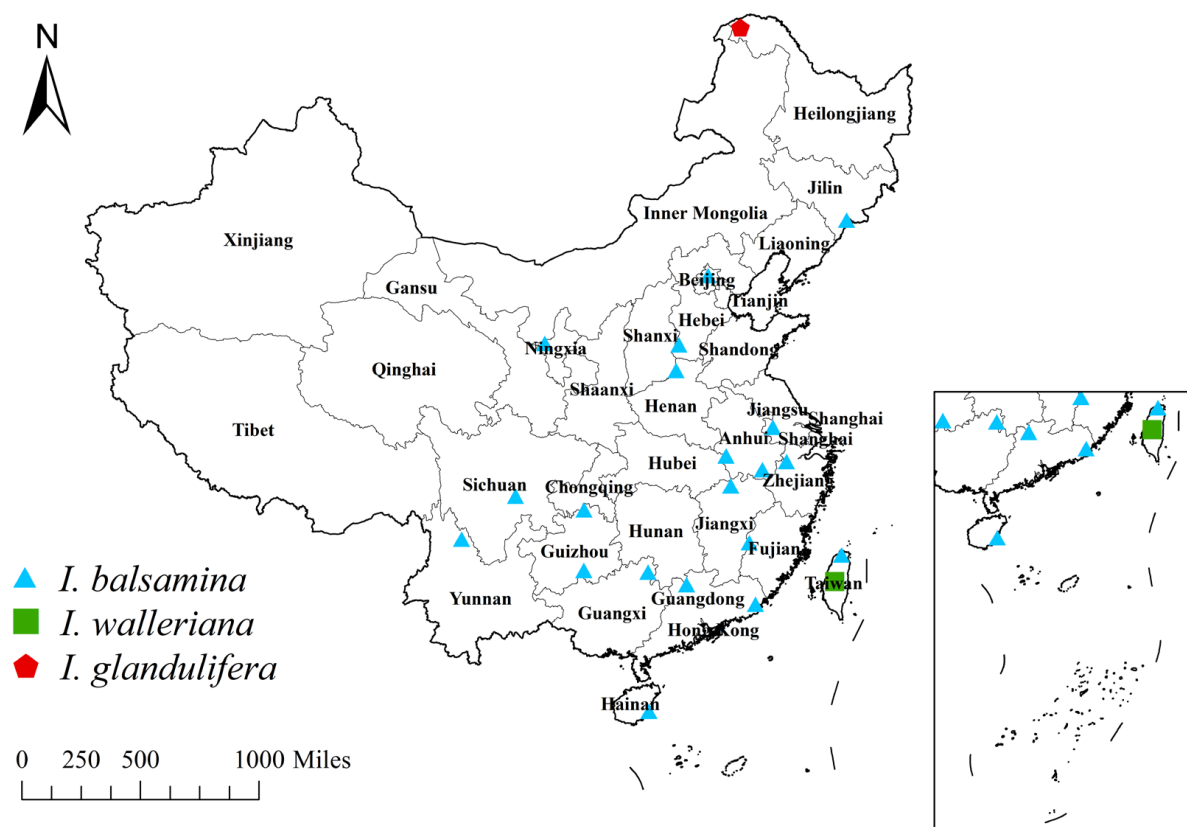 N
Heilongjiang
Jilin
Inner Mongolia
Xinjiang
Liaoning
Beijing
Gansu
Tianjin
Hebei
Shanxi
Ningxia
Shandong
Qinghai
Shaanxi
Henan
Jiangsu
Shanghai
Tibet
Anhui
Shanghai
Hubei
Zhejiang
Sichuan
Chongqing
Jiangxi
Hunan
Fujian
Guizhou
Taiwan
I. balsamina
Yunnan
Guangdong
Guangxi
I. walleriana
Hong Kong
I. glandulifera
Hainan
0 250 500 1000 Miles